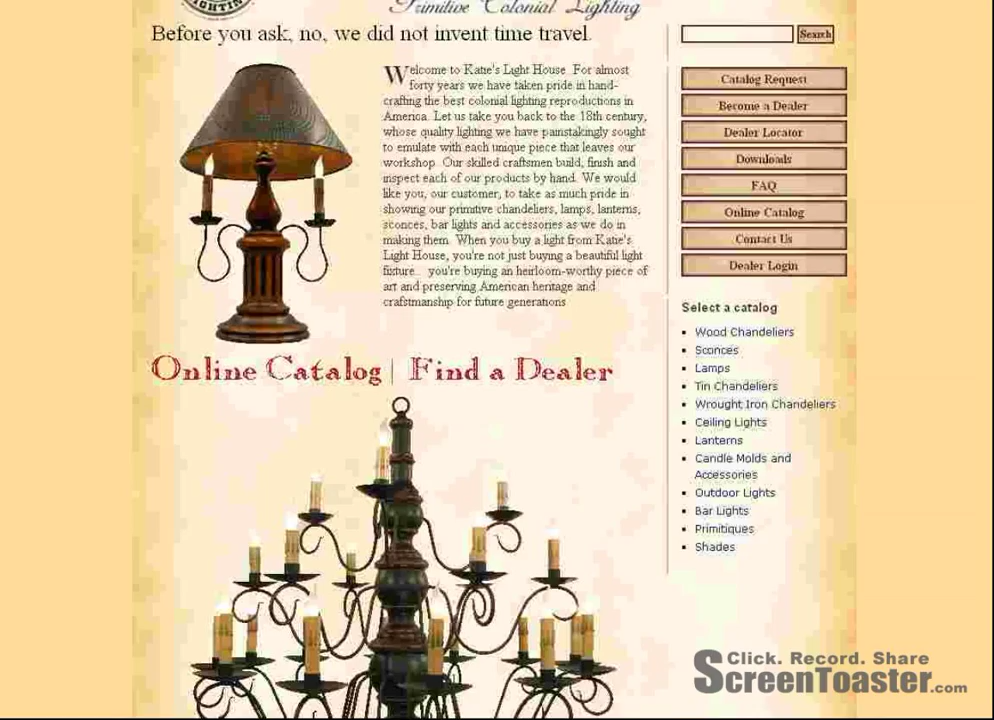 LIGHTING
Primitive Colonial Lighting
Before you ask, no, we did not invent time travel.
Search
Welcome to Katie's Light House. For almost
forty years we have taken pride in hand-
crafting the best colonial lighting reproductions in
America. Let us take you back to the 18th century,
whose quality lighting we have painstakingly sought
to emulate with each unique piece that leaves our
workshop. Our skilled craftsmen build, finish and
inspect each of our products by hand. We would
like you, our customer, to take as much pride in
showing our primitive chandeliers, lamps, lanterns,
sconces, bar lights and accessories as we do in
making them. When you buy a light from Katie's
Light House, you're not just buying a beautiful light
fixture... you're buying an heirloom-worthy piece of
art and preserving American heritage and
craftsmanship for future generations
Online Catalog | Find a Dealer
Catalog Request
Become a Dealer
Dealer Locator
Downloads
FAQ
Online Catalog
Contact Us
Dealer Login
Select a catalog
Wood Chandeliers
Sconces
Lamps
Tin Chandeliers
Wrought Iron Chandeliers
Ceiling Lights
Lanterns
Candle Molds and
Accessories
Outdoor Lights
Bar Lights
Primitiques
Shades
Click. Record. Share
ScreenToaster.com